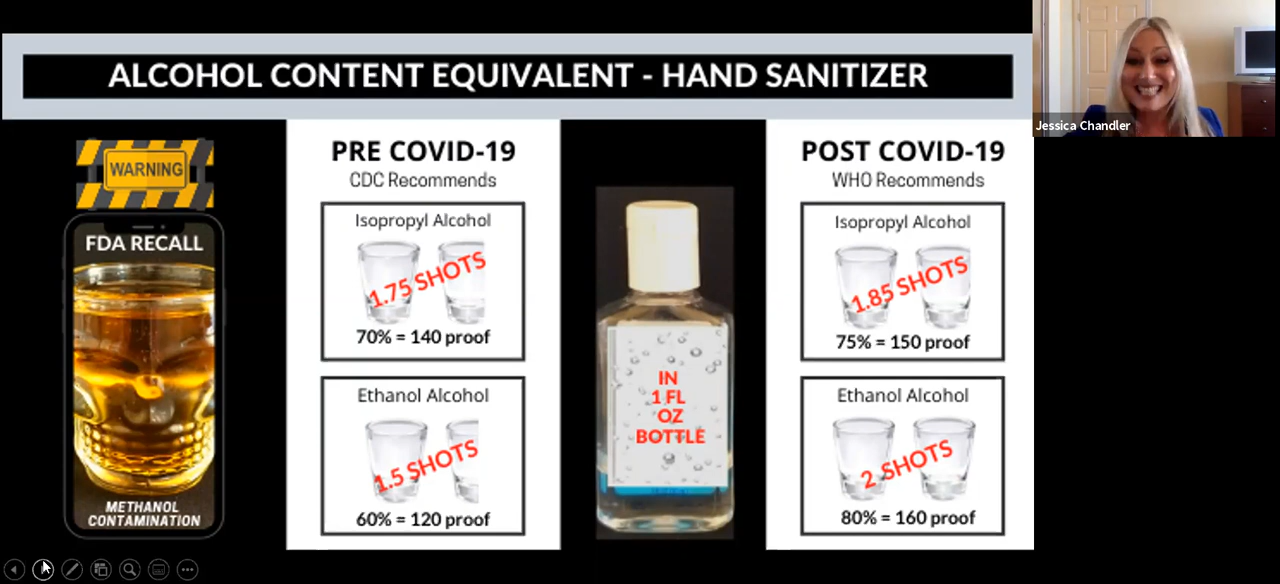 ALCOHOL CONTENT EQUIVALENT - HAND SANITIZER
Jessica Chandler
WARNING
FDA RECALL
METHANOL
CONTAMINATION
PRE COVID-19
CDC Recommends
Isopropyl Alcohol
1.75 SHOTS
70% = 140 proof
Ethanol Alcohol
1.5 SHOTS
60% = 120 proof
IN
1 FL
OZ
BOTTLE
POST COVID-19
WHO Recommends
Isopropyl Alcohol
1.85 SHOTS
75% = 150 proof
Ethanol Alcohol
2 SHOTS
80% = 160 proof